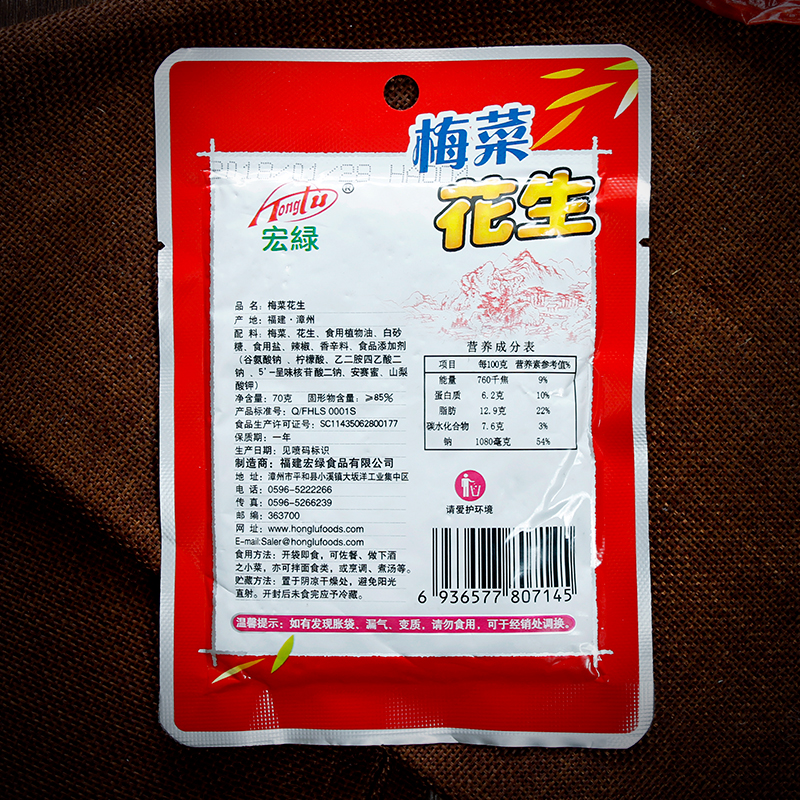 梅菜
花生
2018/01/28 HA
HongLu®
宏緑
品 名：梅菜花生
产 地：福建·漳州
配 料：梅菜、花生、食用植物油、白砂
糖、食用盐、辣椒、香辛料、食品添加剂
（谷氨酸钠 、柠檬酸、乙二胺四乙酸二
钠 、5'-呈味核苷酸二钠、安赛蜜、山梨
酸钾）
净含量：70克 固形物含量：≥85%
产品标准号：Q/FHLS 0001S
食品生产许可证号：SC11435062800177
保质期：一年
生产日期：见喷码标识
制造商：福建宏绿食品有限公司
地 址：漳州市平和县小溪镇大坂洋工业集中区
电 话：0596-5222266
传 真：0596-5266239
邮 编：363700
网 址：www.honglufoods.com
E-mail:Saler@honglufoods.com
食用方法：开袋即食，可佐餐、做下酒
之小菜，亦可拌面食类，或烹调、煮汤等。
贮藏方法：置于阴凉干燥处，避免阳光
直射。开封后未食完应予冷藏。
营养成分表
项目 每100克 营养素参考值%
能量 760千焦 9%
蛋白质 6.2克 10%
脂肪 12.9克 22%
碳水化合物 7.6克 3%
钠 1080毫克 54%
请爱护环境
6 936577 807145
温馨提示：如有发现胀袋、漏气、变质，请勿食用，可于经销处调换。